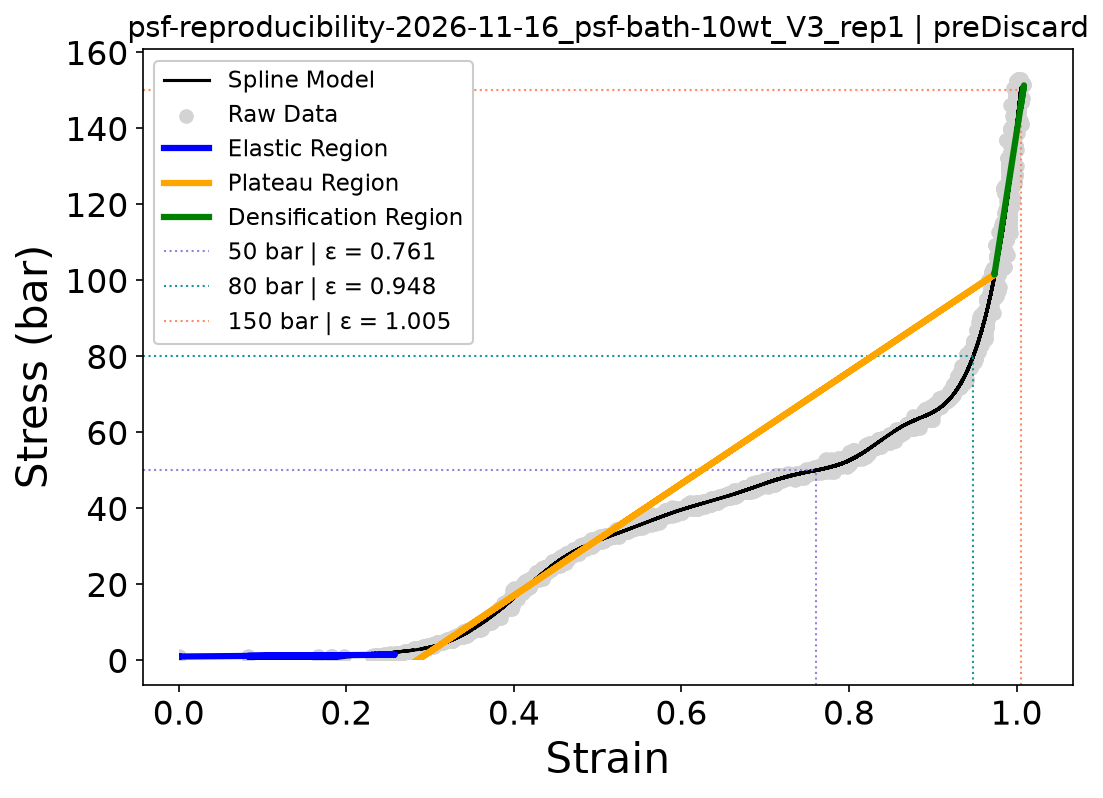 psf-reproducibility-2026-11-16_psf-bath-10wt_V3_rep1 | preDiscard
Stress (bar)
160
140
120
100
80
60
40
20
0
Spline Model
Raw Data
Elastic Region
Plateau Region
Densification Region
50 bar | ε = 0.761
80 bar | ε = 0.948
150 bar | ε = 1.005
0.0 0.2 0.4 0.6 0.8 1.0
Strain